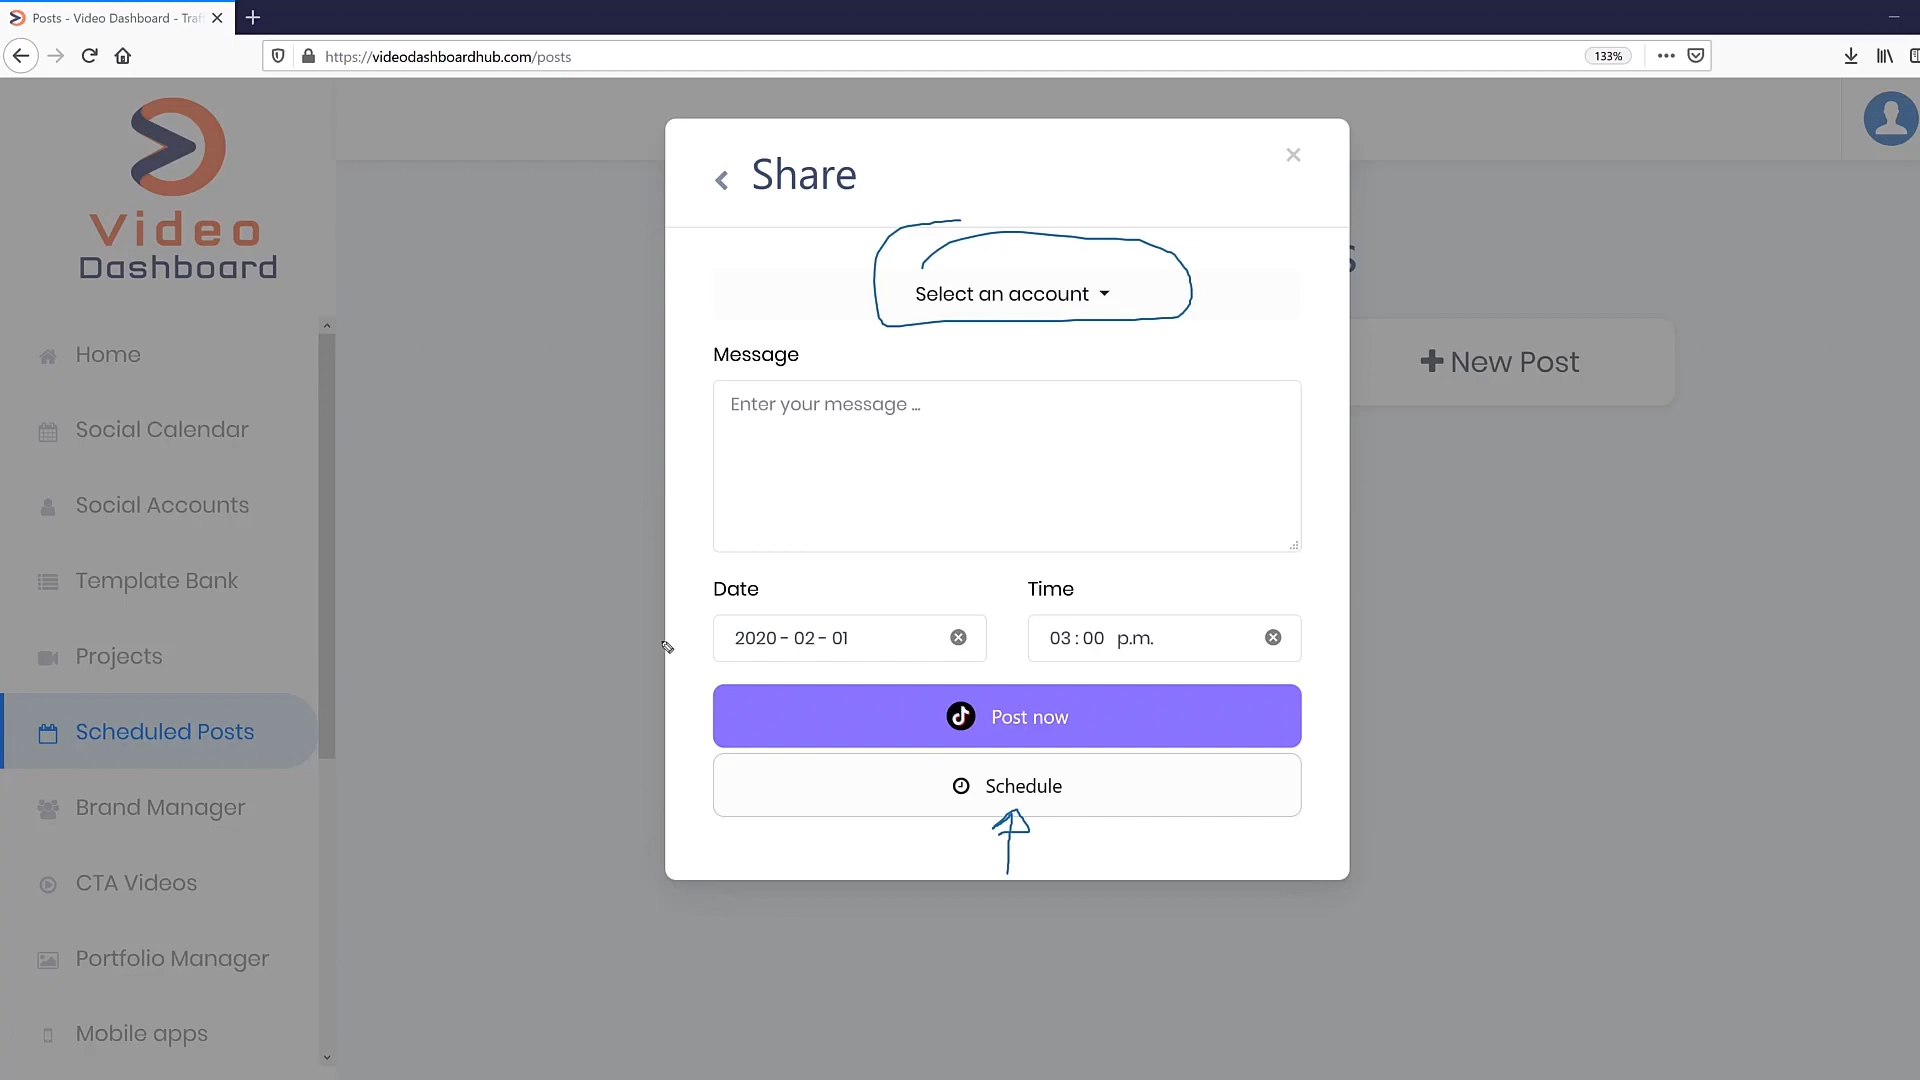 Posts - Video Dashboard - Traf
https://videodashboardhub.com/posts
133%
Video
Dashboard
Home
Social Calendar
Social Accounts
Template Bank
Projects
Scheduled Posts
Brand Manager
CTA Videos
Portfolio Manager
Mobile apps
s
New Post
Share
Select an account
Message
Enter your message ...
Date
Time
2020 - 02 - 01
03 : 00 p.m.
Post now
Schedule